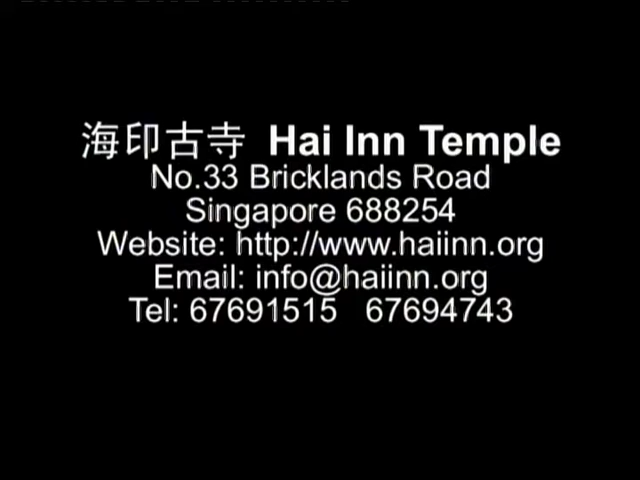 海印古寺 Hai Inn Temple
No.33 Bricklands Road
Singapore 688254
Website: http://www.haiinn.org
Email: info@haiinn.org
Tel: 67691515 67694743